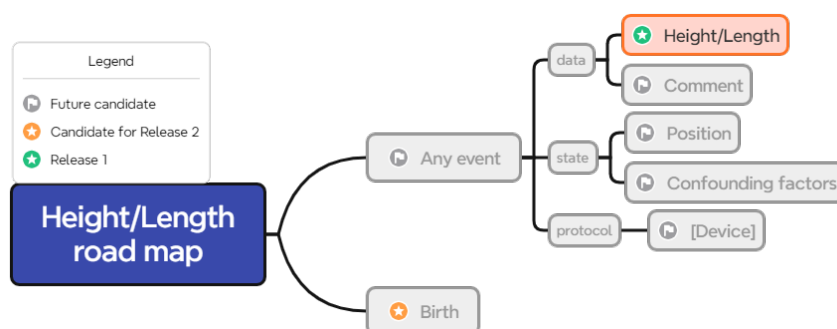 Legend
Future candidate
Candidate for Release 2
Release 1
Height/Length
road map
Any event
data
Height/Length
Comment
state
Position
Confounding factors
protocol
[Device]
Birth